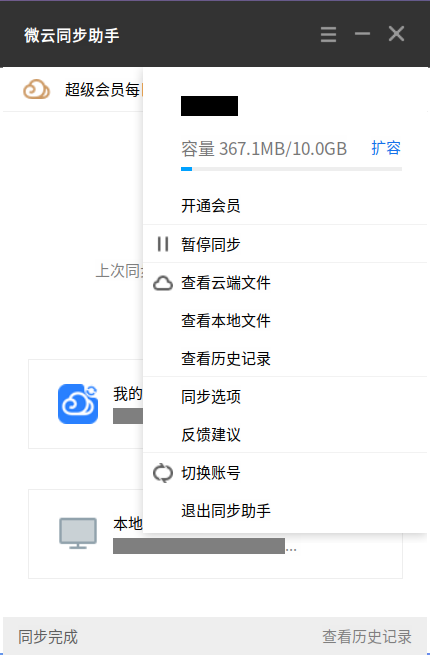 微云同步助手
超级会员每
容量 367.1MB/10.0GB 扩容
开通会员
暂停同步
上次同
查看云端文件
查看本地文件
查看历史记录
我的
同步选项
反馈建议
切换账号
退出同步助手
本地
...
同步完成 查看历史记录